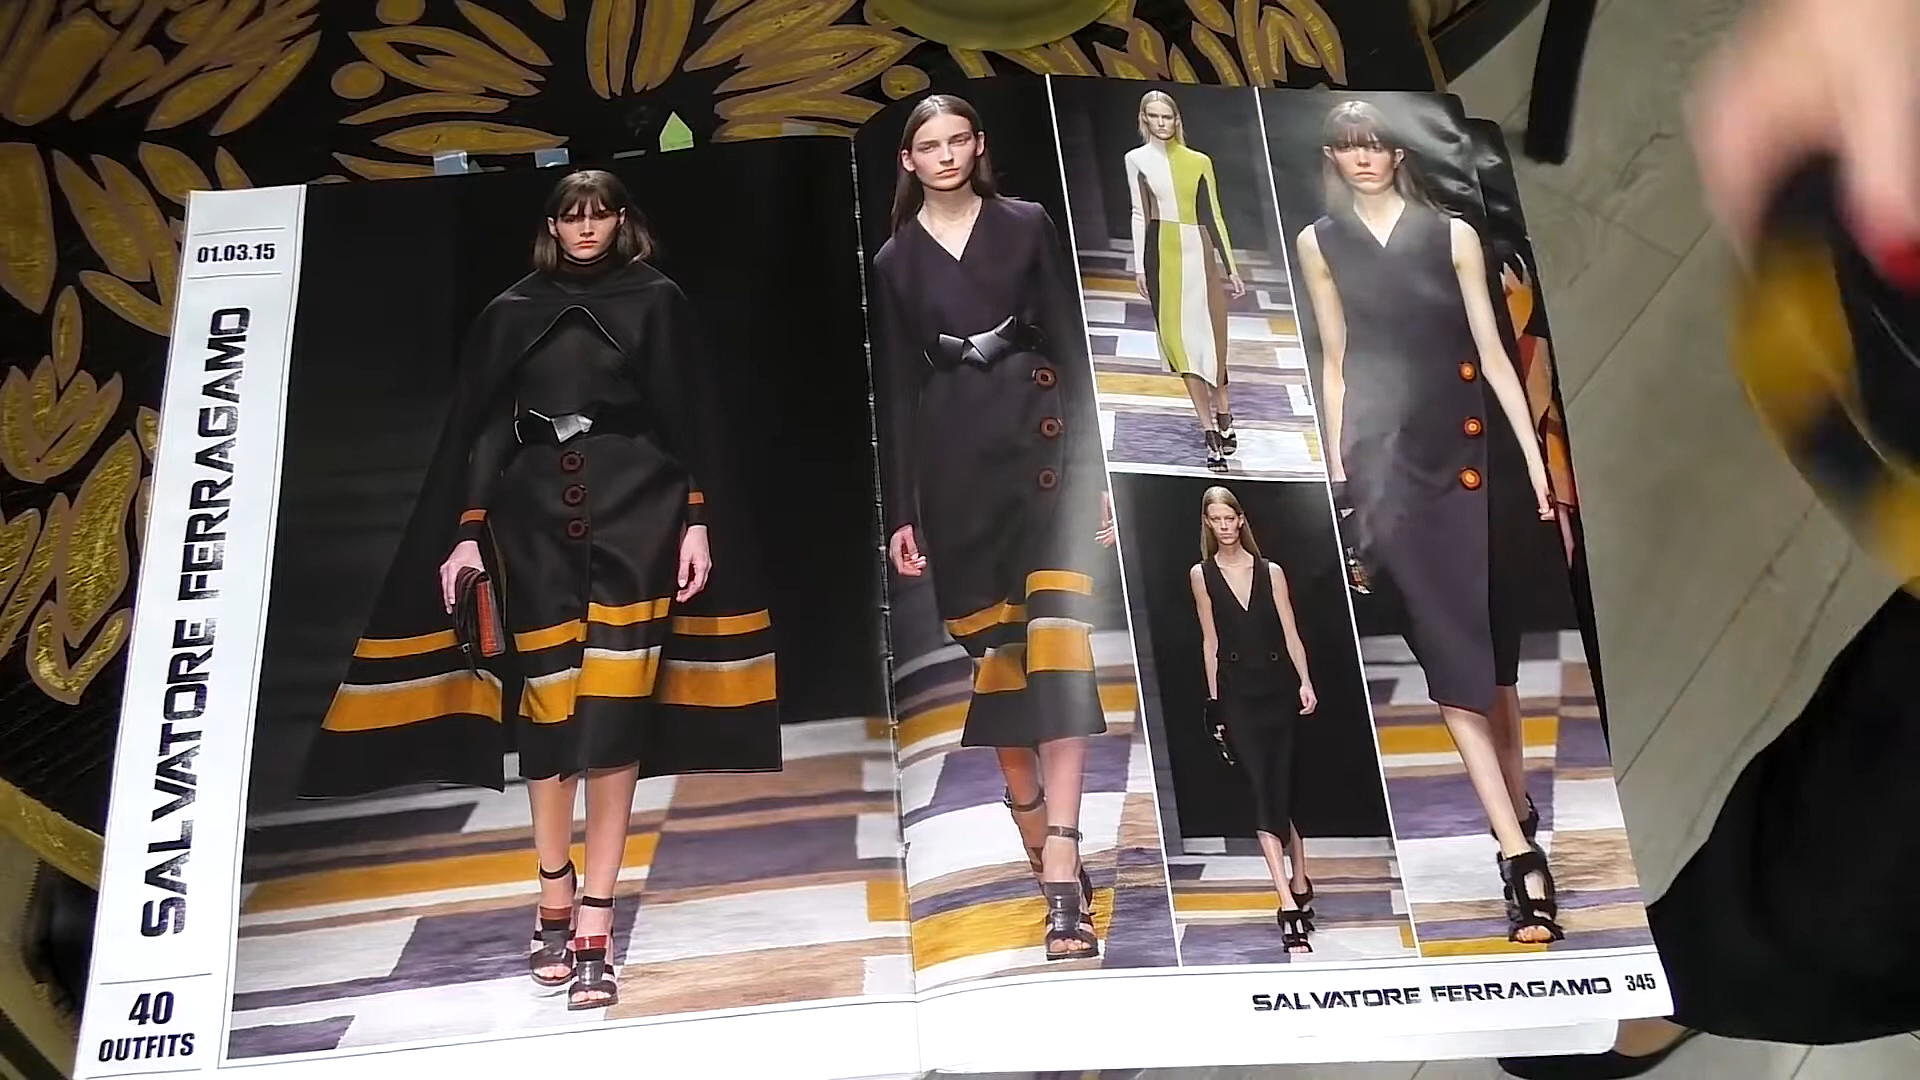 01.03.15
SALVATORE FERRAGAMO
40
OUTFITS
SALVATORE FERRAGAMO 345